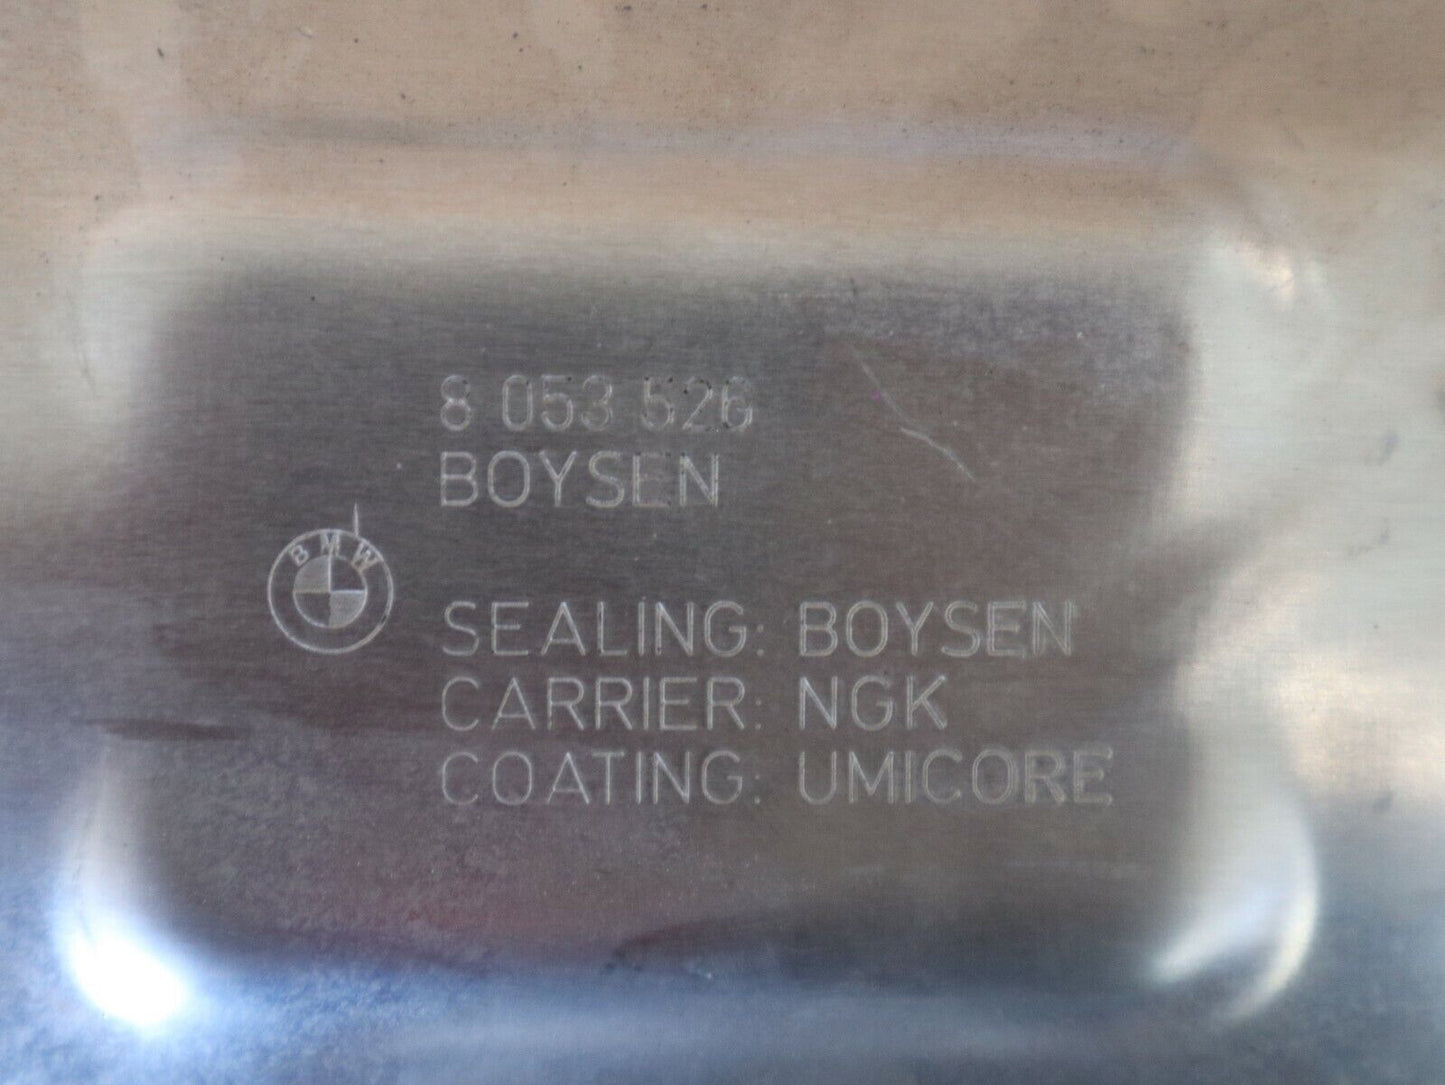 8 053 526
BOYSEN
BMW
SEALING: BOYSEN
CARRIER: NGK
COATING: UMICORE